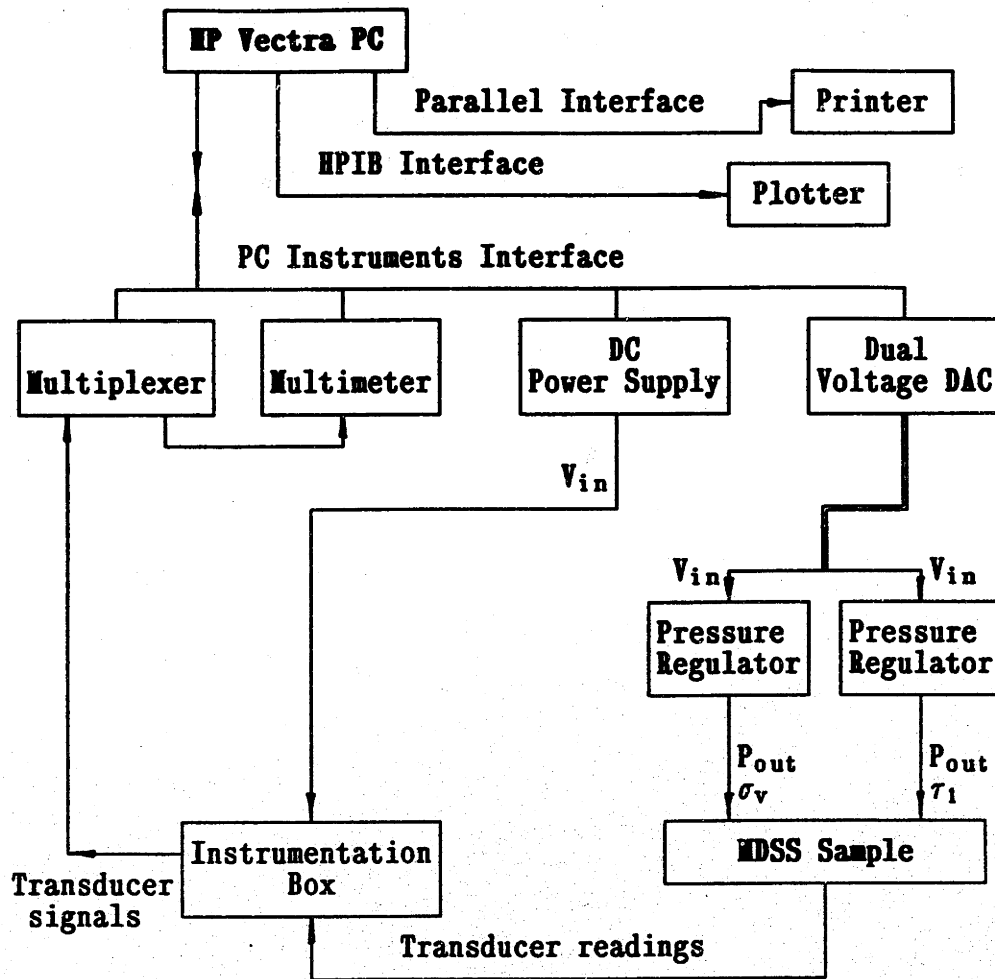 HP Vectra PC
Parallel Interface
Printer
HPIB Interface
Plotter
PC Instruments Interface
Multiplexer
Multimeter
DC
Power Supply
Dual
Voltage DAC
Vin
Vin
Vin
Pressure
Regulator
Pressure
Regulator
Pout
σv
Pout
τ1
Instrumentation
Box
MDSS Sample
Transducer
signals
Transducer readings